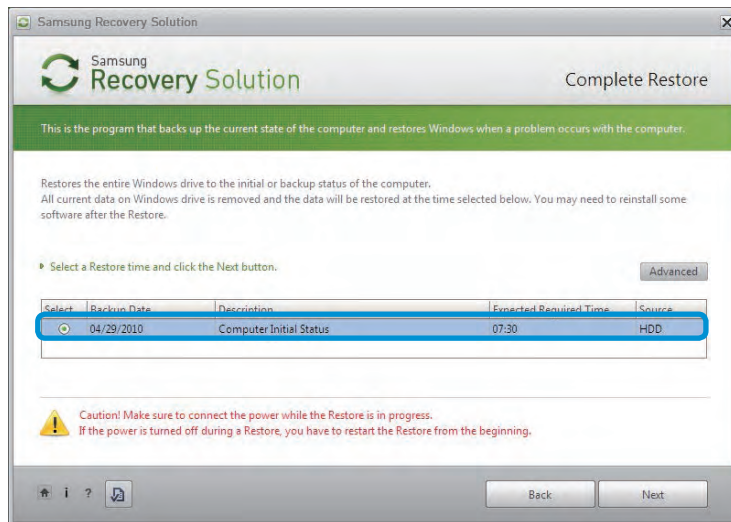 Samsung Recovery Solution
Samsung
Recovery Solution
Complete Restore
This is the program that backs up the current state of the computer and restores Windows when a problem occurs with the computer.
Restores the entire Windows drive to the initial or backup status of the computer.
All current data on Windows drive is removed and the data will be restored at the time selected below. You may need to reinstall some
software after the Restore.
Select a Restore time and click the Next button.
Advanced
Select Backup Date Description Expected Required Time Source
04/29/2010 Computer Initial Status 07:30 HDD
Caution! Make sure to connect the power while the Restore is in progress.
If the power is turned off during a Restore, you have to restart the Restore from the beginning.
i ? Back Next